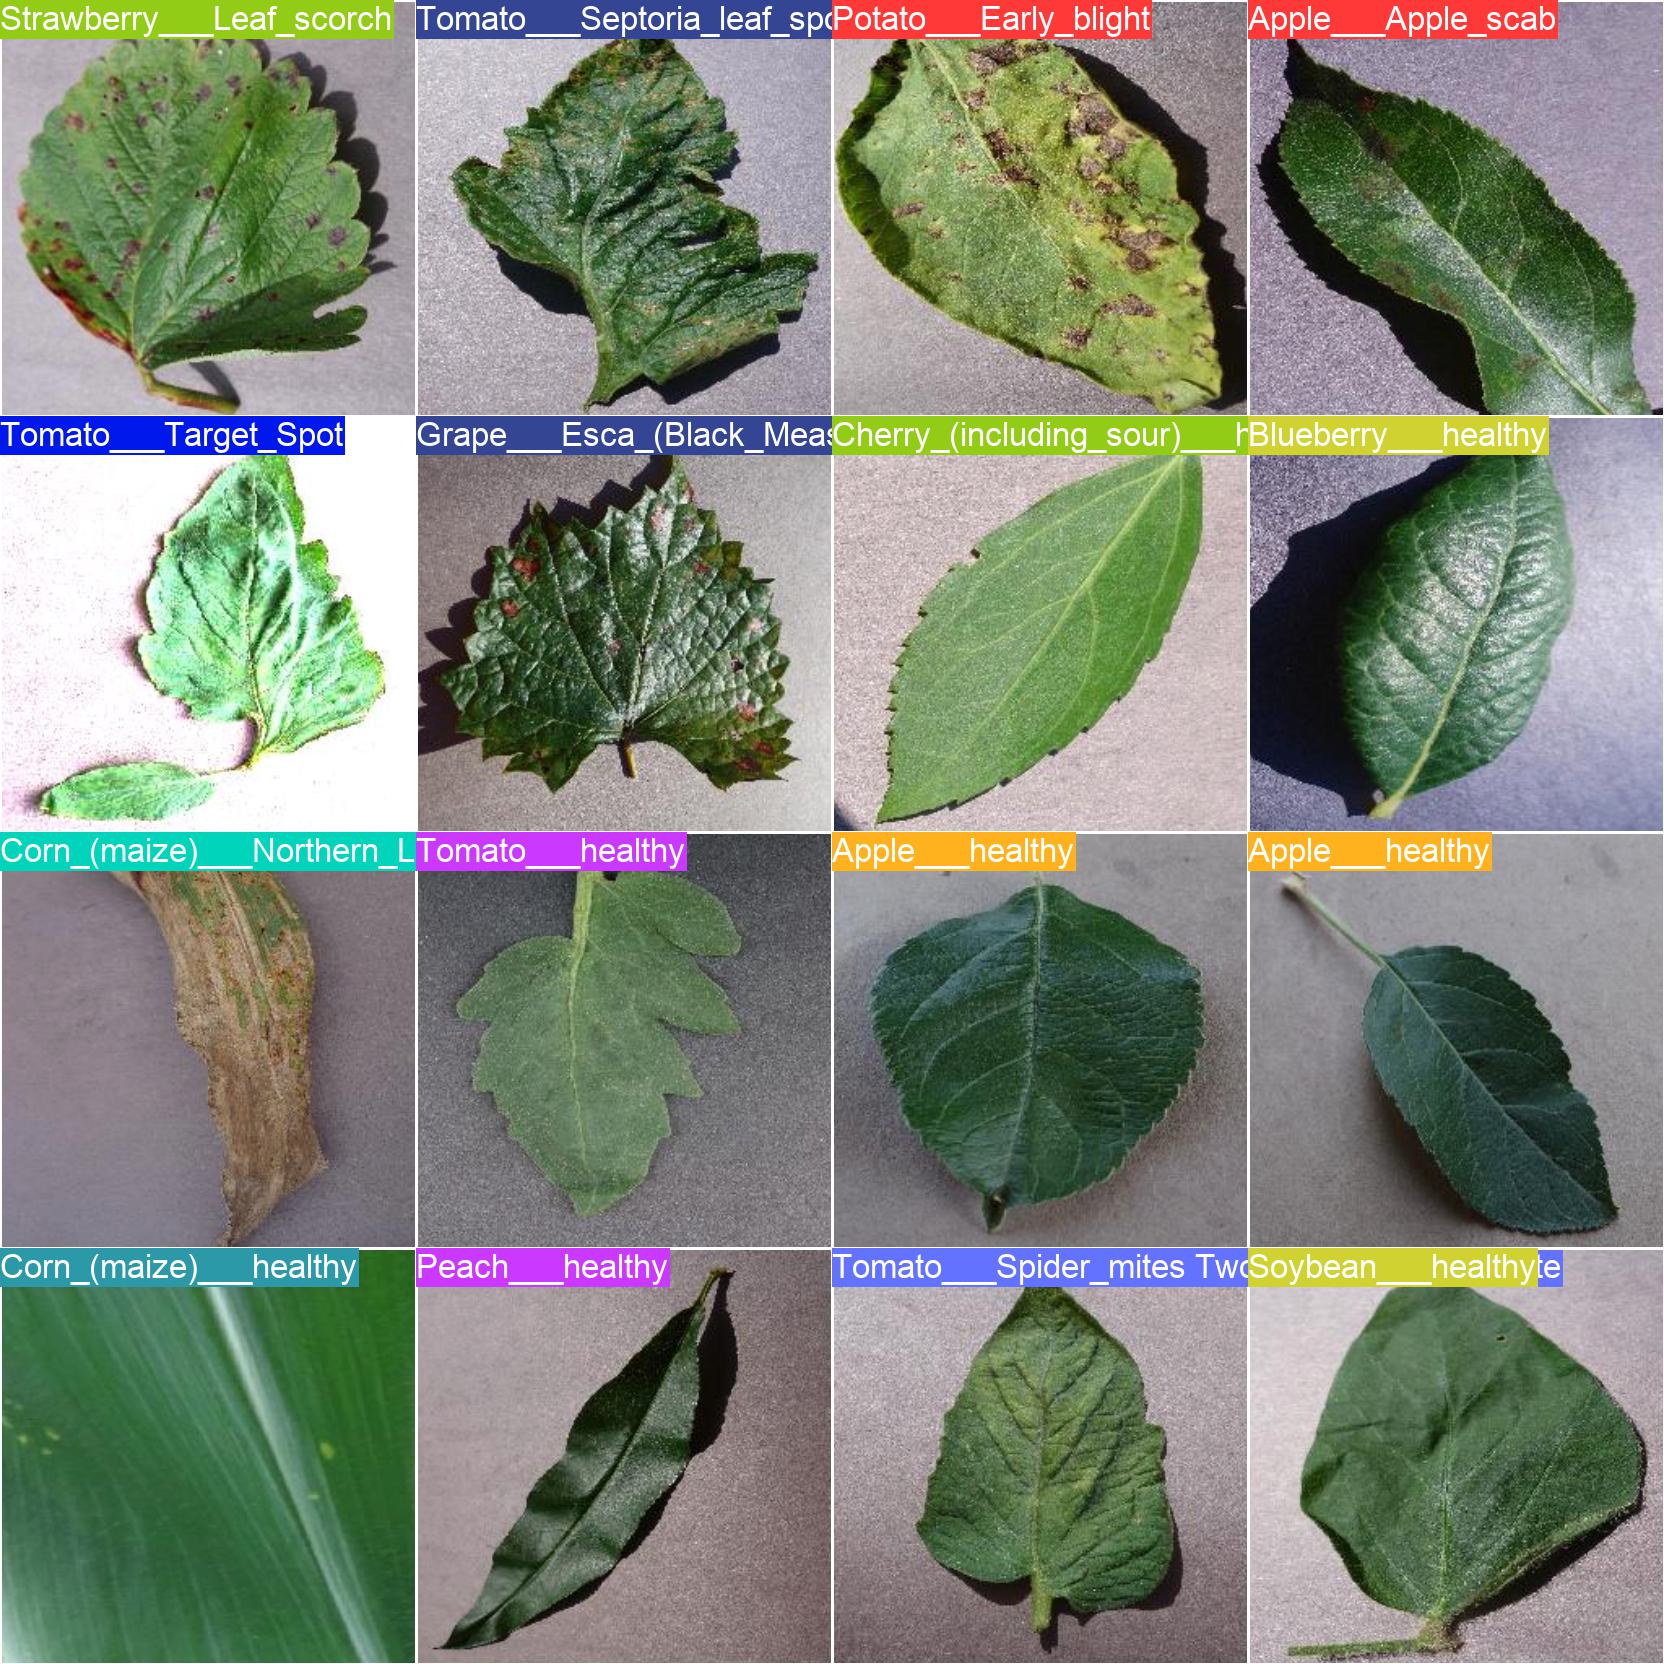 Strawberry___Leaf_scorch
Tomato___Septoria_leaf_spo
Potato___Early_blight
Apple___Apple_scab
Tomato___Target_Spot
Grape___Esca_(Black_Meas
Cherry_(including_sour)___h
Blueberry___healthy
Corn_(maize)___Northern_L
Tomato___healthy
Apple___healthy
Apple___healthy
Corn_(maize)___healthy
Peach___healthy
Tomato___Spider_mites Two
Soybean___healthy
te